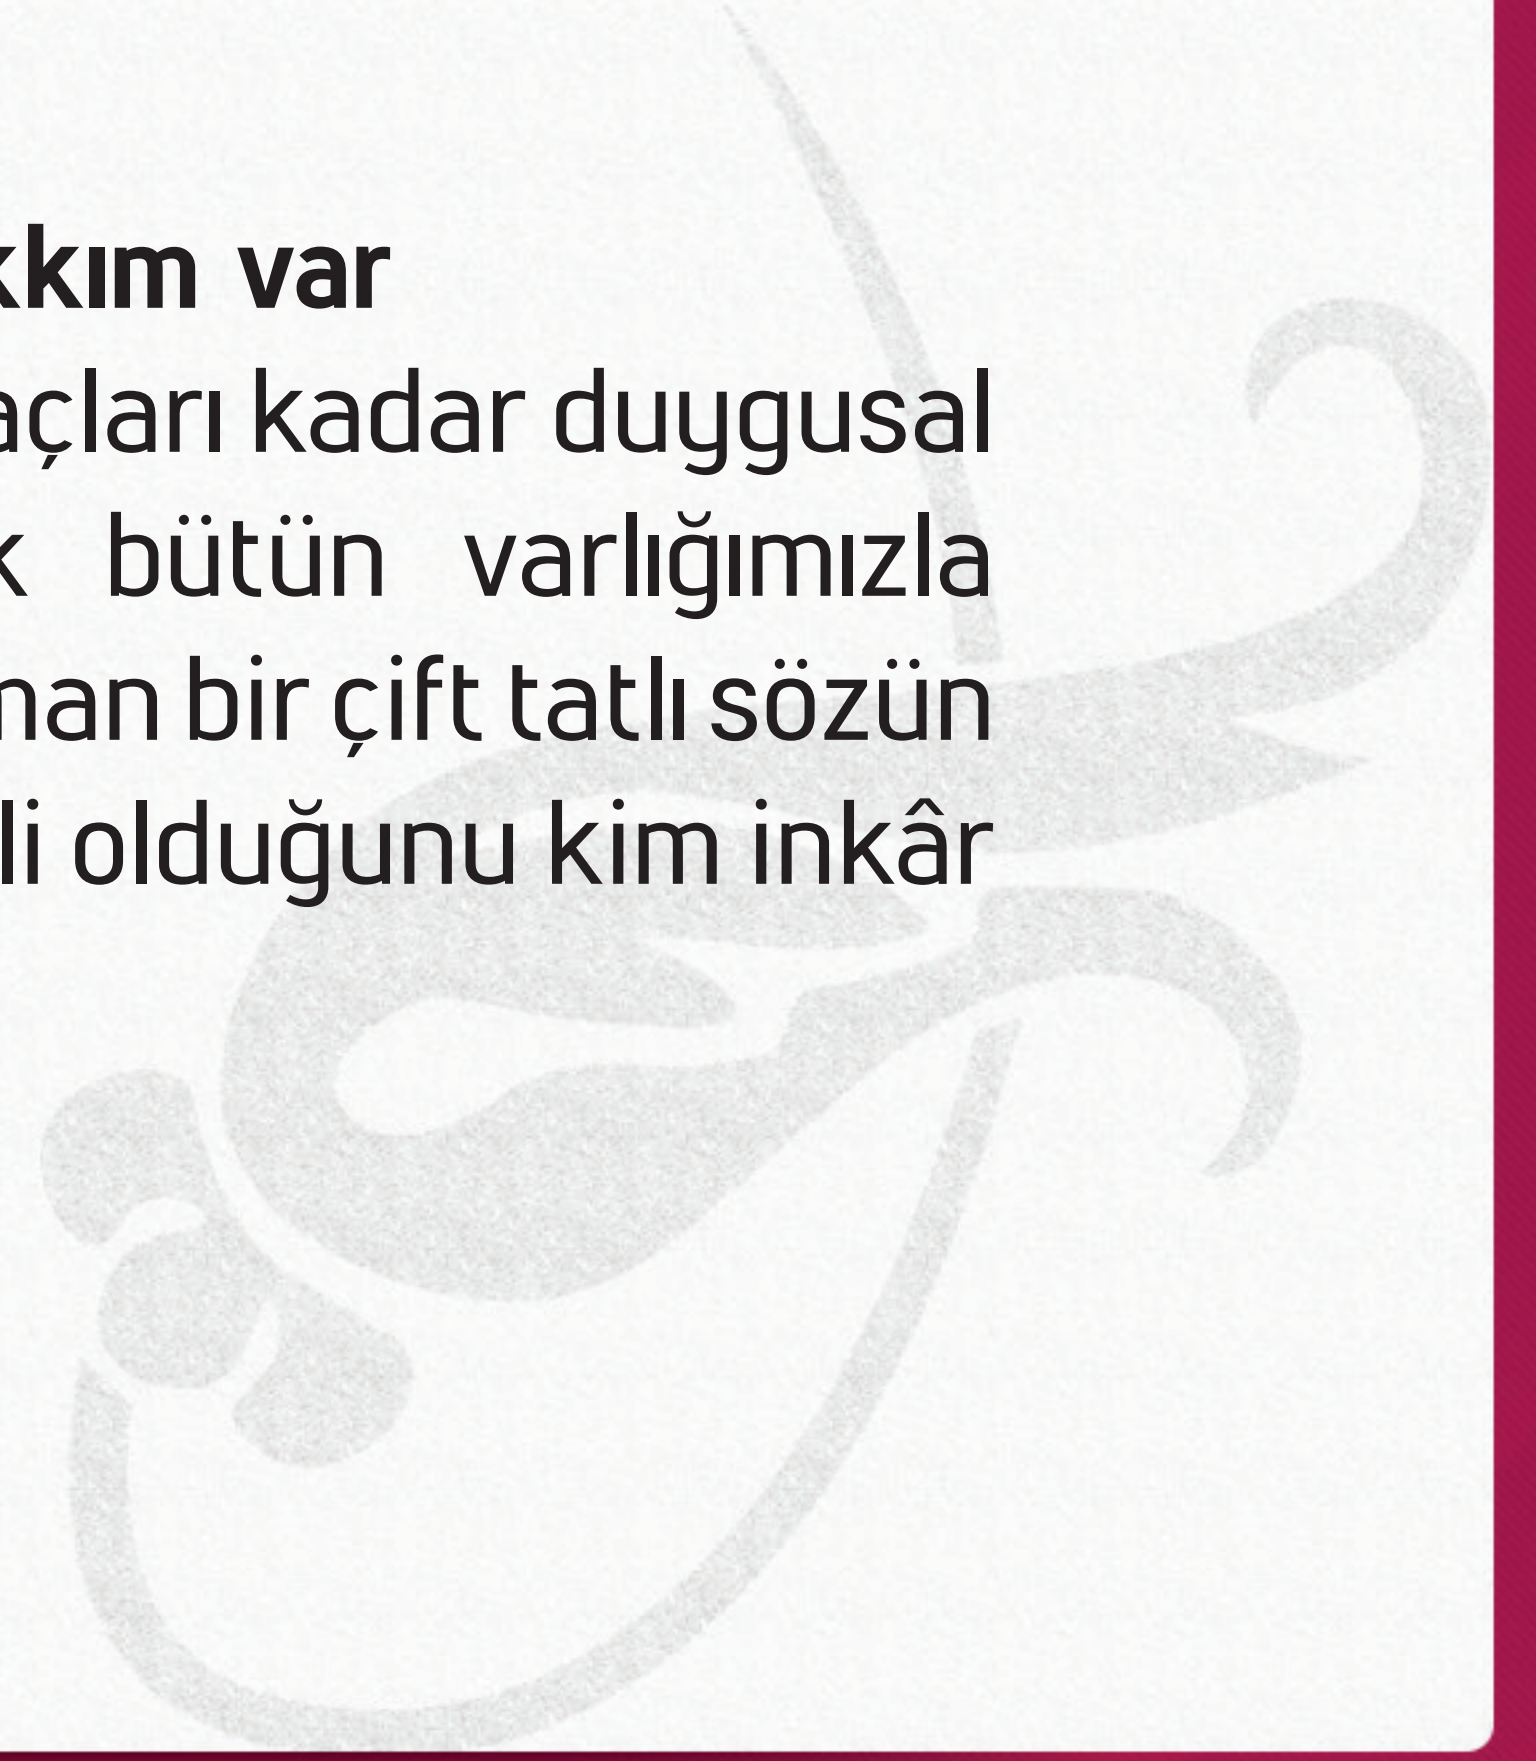 kkım var
açları kadar duygusal
k bütün varlığımızla
man bir çift tatlı sözün
li olduğunu kim inkâr